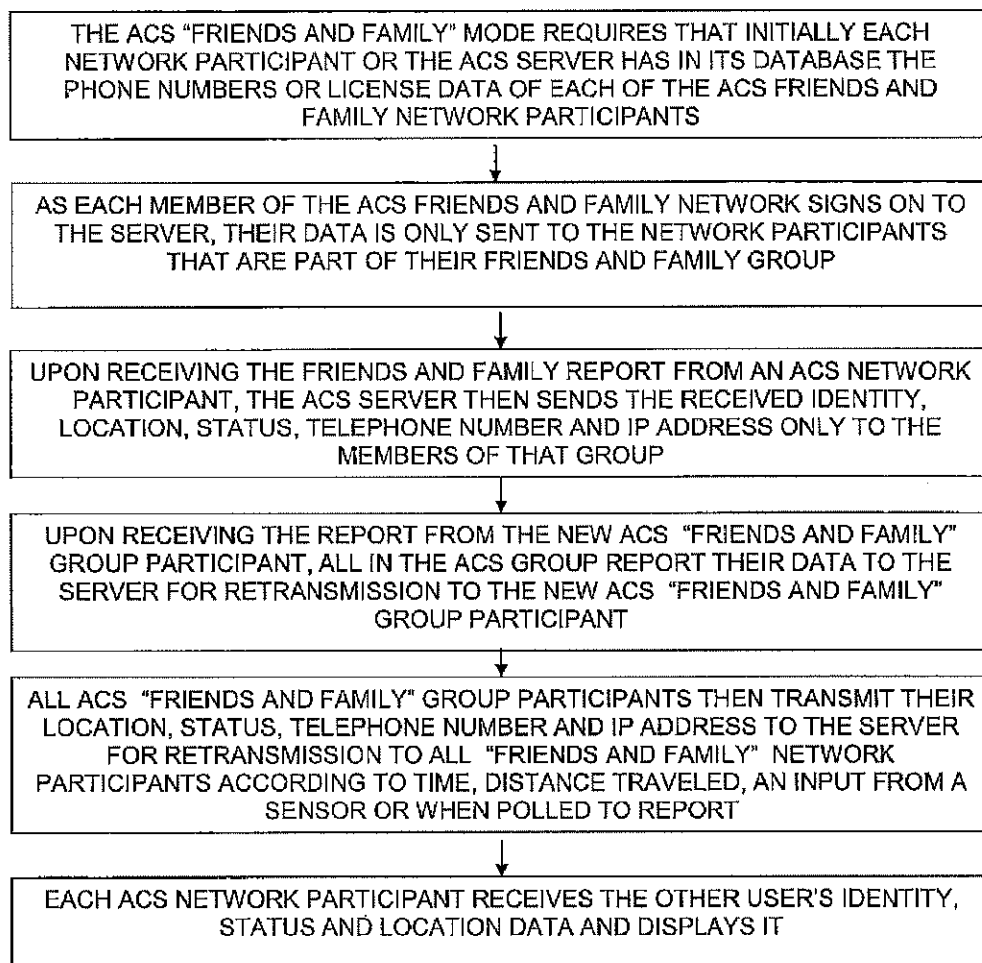 THE ACS “FRIENDS AND FAMILY” MODE REQUIRES THAT INITIALLY EACH
NETWORK PARTICIPANT OR THE ACS SERVER HAS IN ITS DATABASE THE
PHONE NUMBERS OR LICENSE DATA OF EACH OF THE ACS FRIENDS AND
FAMILY NETWORK PARTICIPANTS
AS EACH MEMBER OF THE ACS FRIENDS AND FAMILY NETWORK SIGNS ON TO
THE SERVER, THEIR DATA IS ONLY SENT TO THE NETWORK PARTICIPANTS
THAT ARE PART OF THEIR FRIENDS AND FAMILY GROUP
UPON RECEIVING THE FRIENDS AND FAMILY REPORT FROM AN ACS NETWORK
PARTICIPANT, THE ACS SERVER THEN SENDS THE RECEIVED IDENTITY,
LOCATION, STATUS, TELEPHONE NUMBER AND IP ADDRESS ONLY TO THE
MEMBERS OF THAT GROUP
UPON RECEIVING THE REPORT FROM THE NEW ACS “FRIENDS AND FAMILY”
GROUP PARTICIPANT, ALL IN THE ACS GROUP REPORT THEIR DATA TO THE
SERVER FOR RETRANSMISSION TO THE NEW ACS “FRIENDS AND FAMILY”
GROUP PARTICIPANT
ALL ACS “FRIENDS AND FAMILY” GROUP PARTICIPANTS THEN TRANSMIT THEIR
LOCATION, STATUS, TELEPHONE NUMBER AND IP ADDRESS TO THE SERVER
FOR RETRANSMISSION TO ALL “FRIENDS AND FAMILY” NETWORK
PARTICIPANTS ACCORDING TO TIME, DISTANCE TRAVELED, AN INPUT FROM A
SENSOR OR WHEN POLLED TO REPORT
EACH ACS NETWORK PARTICIPANT RECEIVES THE OTHER USER'S IDENTITY,
STATUS AND LOCATION DATA AND DISPLAYS IT